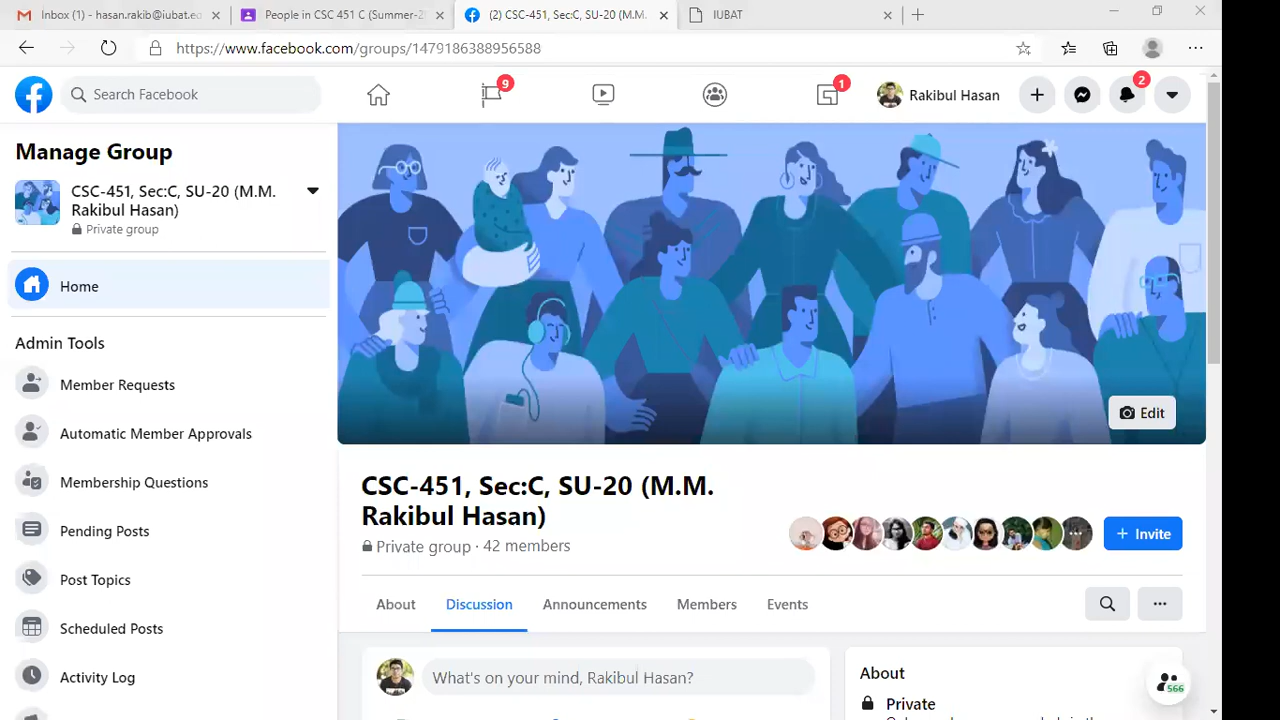 Inbox (1) - hasan.rakib@iubat.e
People in CSC 451 C (Summer-2
(2) CSC-451, Sec:C, SU-20 (M.M.
IUBAT
https://www.facebook.com/groups/1479186388956588
Search Facebook
9
1
Rakibul Hasan
2
Manage Group
CSC-451, Sec:C, SU-20 (M.M.
Rakibul Hasan)
Private group
Home
Admin Tools
Member Requests
Automatic Member Approvals
Membership Questions
Pending Posts
Post Topics
Scheduled Posts
Activity Log
Edit
CSC-451, Sec:C, SU-20 (M.M.
Rakibul Hasan)
Private group · 42 members
+ Invite
About
Discussion
Announcements
Members
Events
What's on your mind, Rakibul Hasan?
About
Private
566